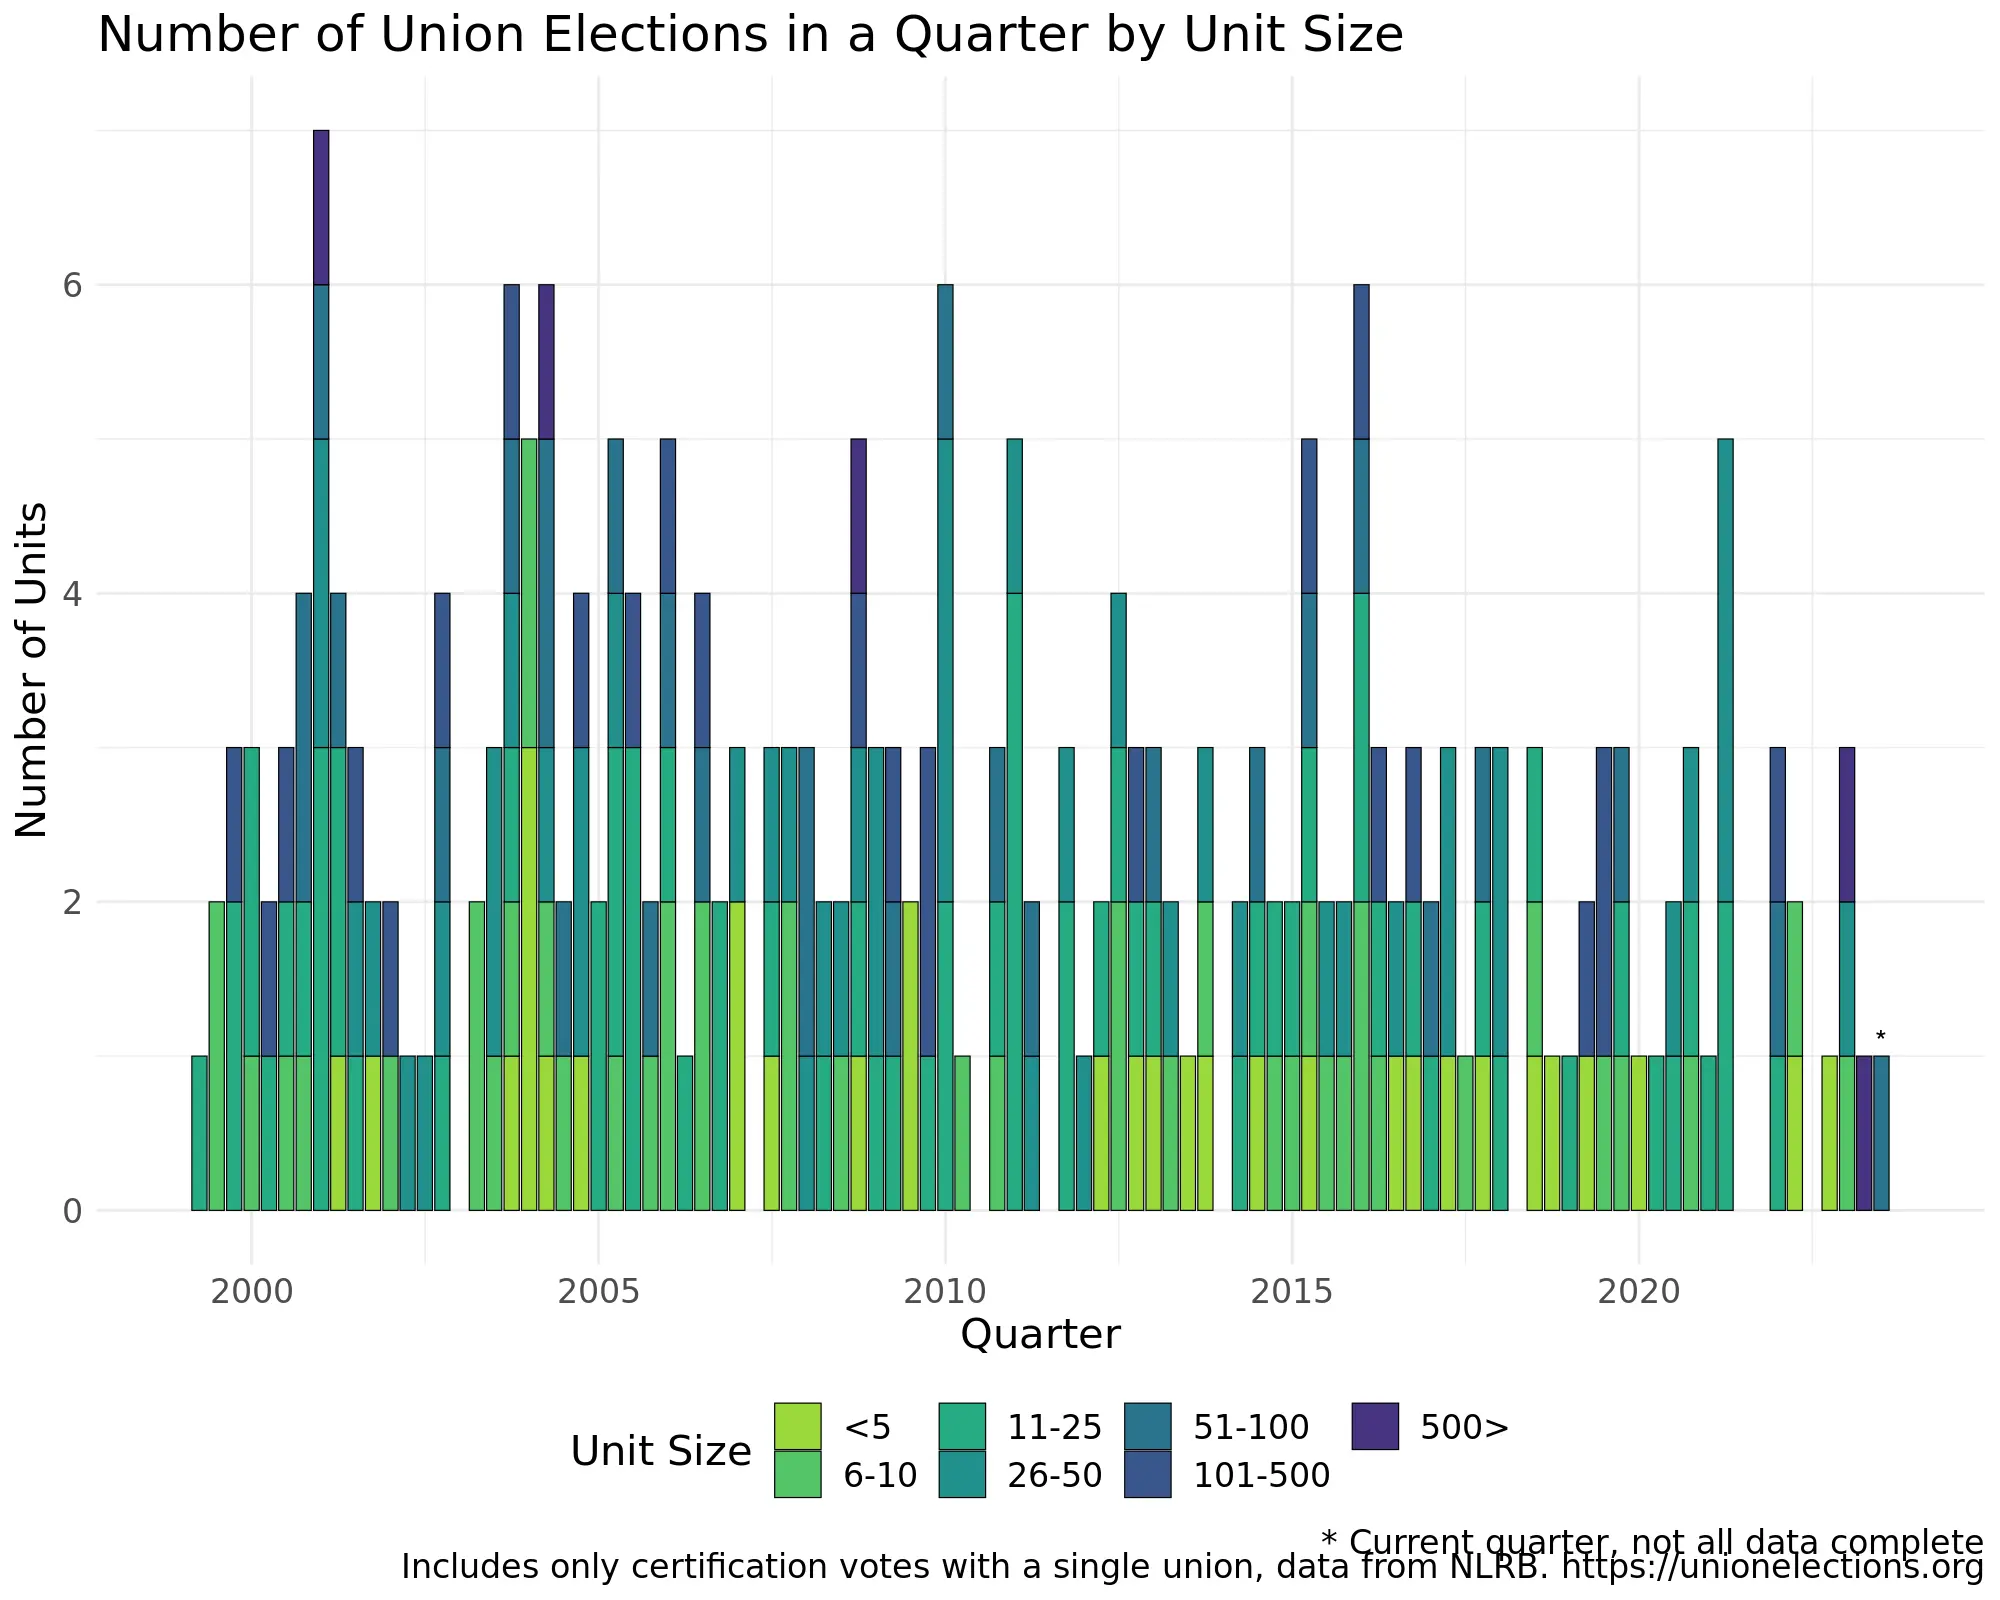 Number of Union Elections in a Quarter by Unit Size
Number of Units
6
4
2
0
*
2000 2005 2010 2015 2020
Quarter
Unit Size
<5 11-25 51-100 500>
6-10 26-50 101-500
* Current quarter, not all data complete
Includes only certification votes with a single union, data from NLRB. https://unionelections.org